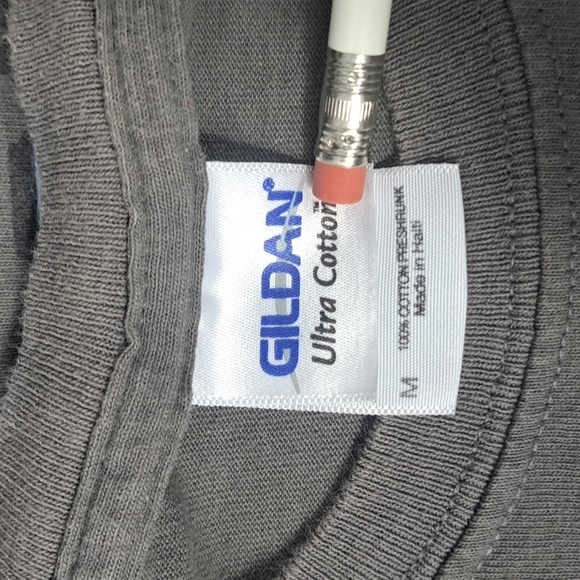 GILDAN®
Ultra Cotton™
M
100% COTTON PRESHRUNK
Made in Haiti